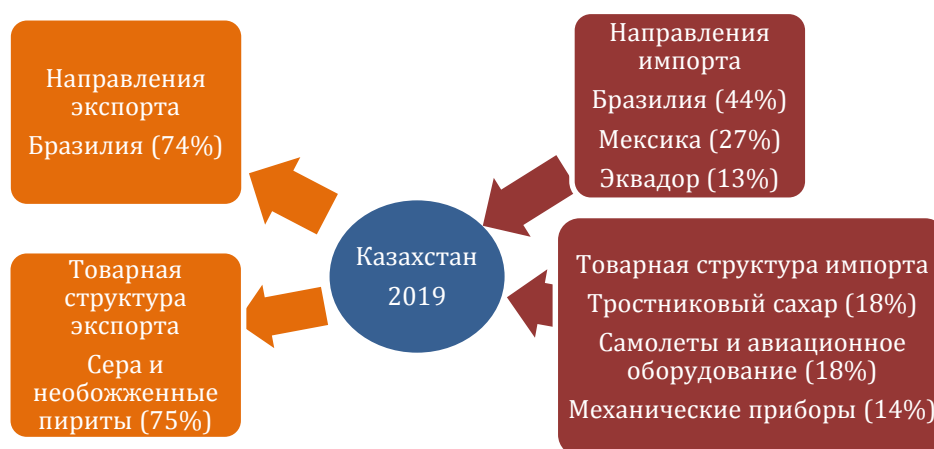 Направления
экспорта
Бразилия (74%)
Направления
импорта
Бразилия (44%)
Мексика (27%)
Эквадор (13%)
Казахстан
2019
Товарная
структура
экспорта
Сера и
необожженные
пириты (75%)
Товарная структура импорта
Тростниковый сахар (18%)
Самолеты и авиационное
оборудование (18%)
Механические приборы (14%)